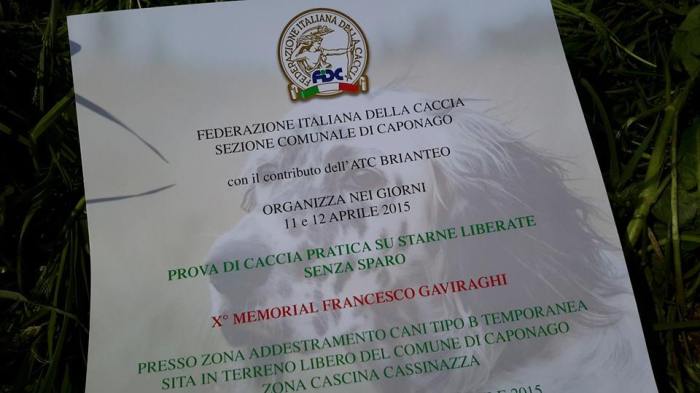 FEDERAZIONE ITALIANA DELLA CACCIA
FIDC
FEDERAZIONE ITALIANA DELLA CACCIA
SEZIONE COMUNALE DI CAPONAGO
con il contributo dell'ATC BRIANTEO
ORGANIZZA NEI GIORNI
11 e 12 APRILE 2015
PROVA DI CACCIA PRATICA SU STARNE LIBERATE
SENZA SPARO
X° MEMORIAL FRANCESCO GAVIRAGHI
PRESSO ZONA ADDESTRAMENTO CANI TIPO B TEMPORANEA
SITA IN TERRENO LIBERO DEL COMUNE DI CAPONAGO
ZONA CASCINA CASSINAZZA
2015